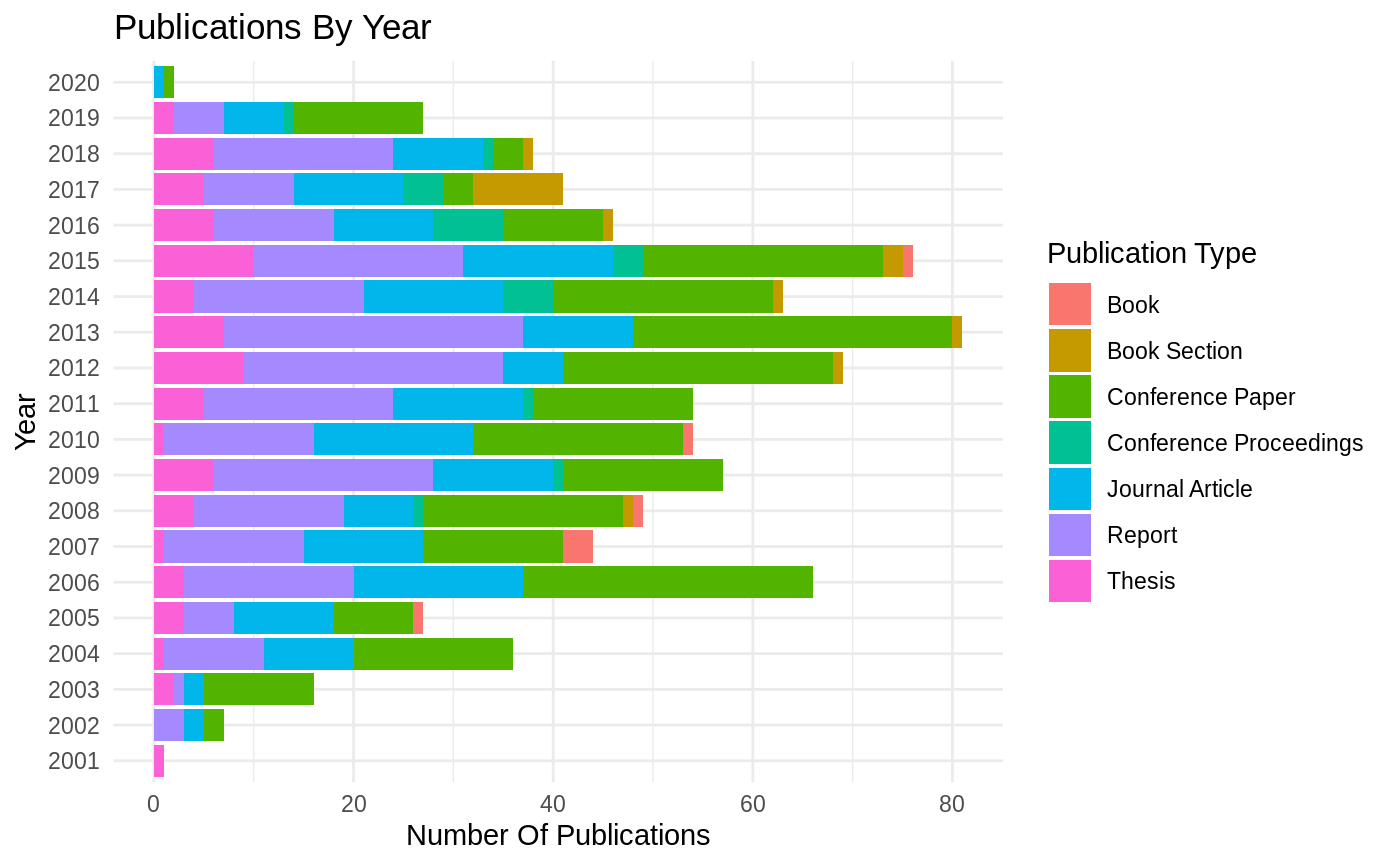 Publications By Year
2020
2019
2018
2017
2016
2015
2014
2013
2012
2011
2010
2009
2008
2007
2006
2005
2004
2003
2002
2001
Year
0 20 40 60 80
Number Of Publications
Publication Type
Book
Book Section
Conference Paper
Conference Proceedings
Journal Article
Report
Thesis